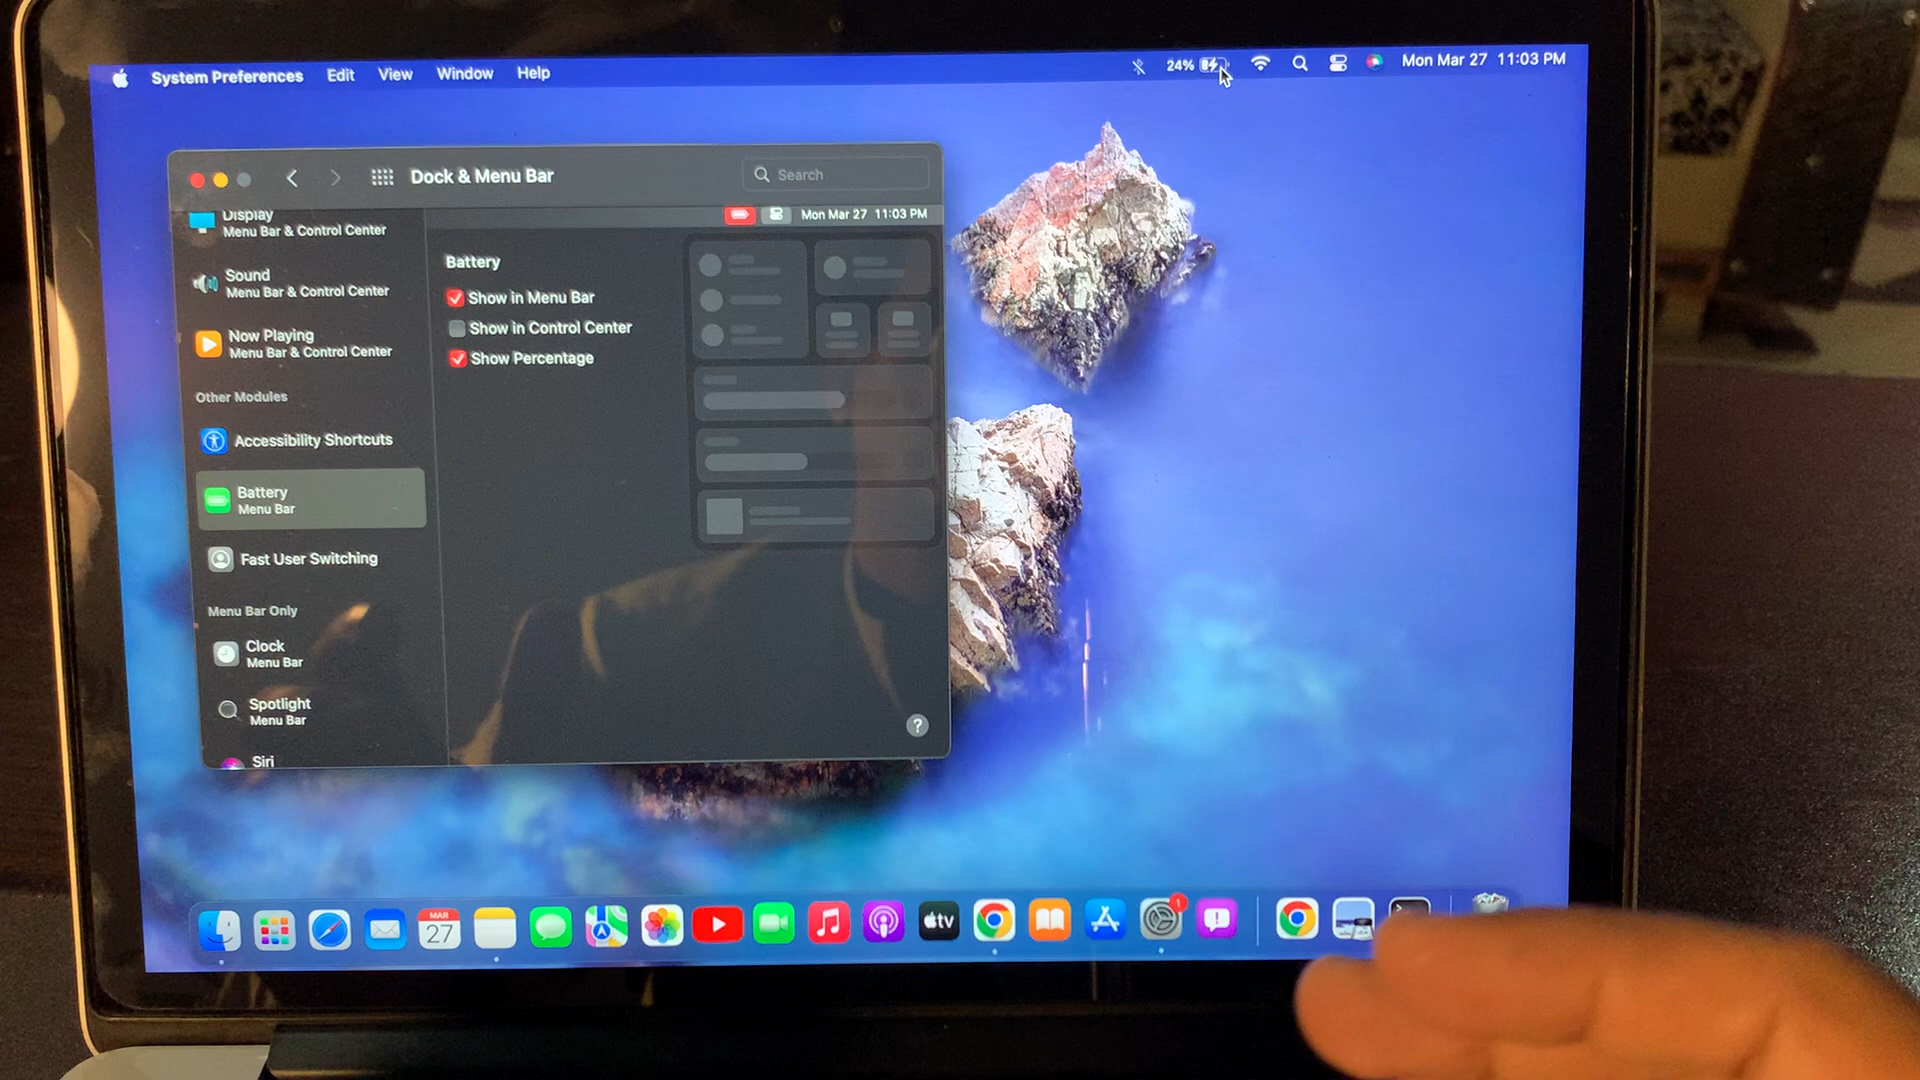 System Preferences Edit View Window Help 24% Mon Mar 27 11:03 PM
Dock & Menu Bar Search
Mon Mar 27 11:03 PM
Display
Menu Bar & Control Center
Sound
Menu Bar & Control Center
Now Playing
Menu Bar & Control Center
Other Modules
Accessibility Shortcuts
Battery
Menu Bar
Fast User Switching
Menu Bar Only
Clock
Menu Bar
Spotlight
Menu Bar
Siri
Battery
Show in Menu Bar
Show in Control Center
Show Percentage
?
MAR
27
tv
1